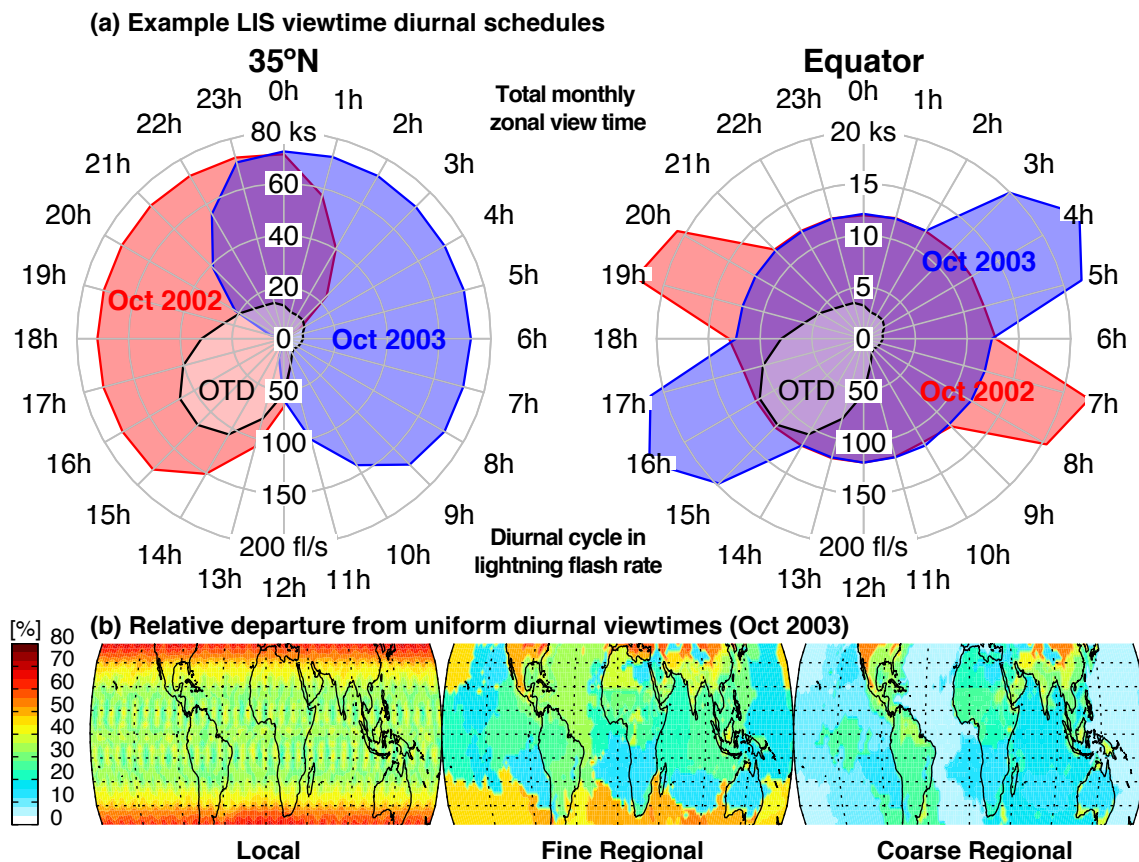 (a) Example LIS viewtime diurnal schedules
35ºN
Total monthly
zonal view time
Equator
0h
1h
2h
3h
4h
5h
6h
7h
8h
9h
10h
11h
12h
13h
14h
15h
16h
17h
18h
19h
20h
21h
22h
23h
80 ks
60
40
20
0
50
100
150
200 fl/s
Oct 2002
Oct 2003
OTD
0h
1h
2h
3h
4h
5h
6h
7h
8h
9h
10h
11h
12h
13h
14h
15h
16h
17h
18h
19h
20h
21h
22h
23h
20 ks
15
10
5
0
50
100
150
200 fl/s
Oct 2003
Oct 2002
OTD
Diurnal cycle in
lightning flash rate
(b) Relative departure from uniform diurnal viewtimes (Oct 2003)
[%]
80
70
60
50
40
30
20
10
0
Local
Fine Regional
Coarse Regional